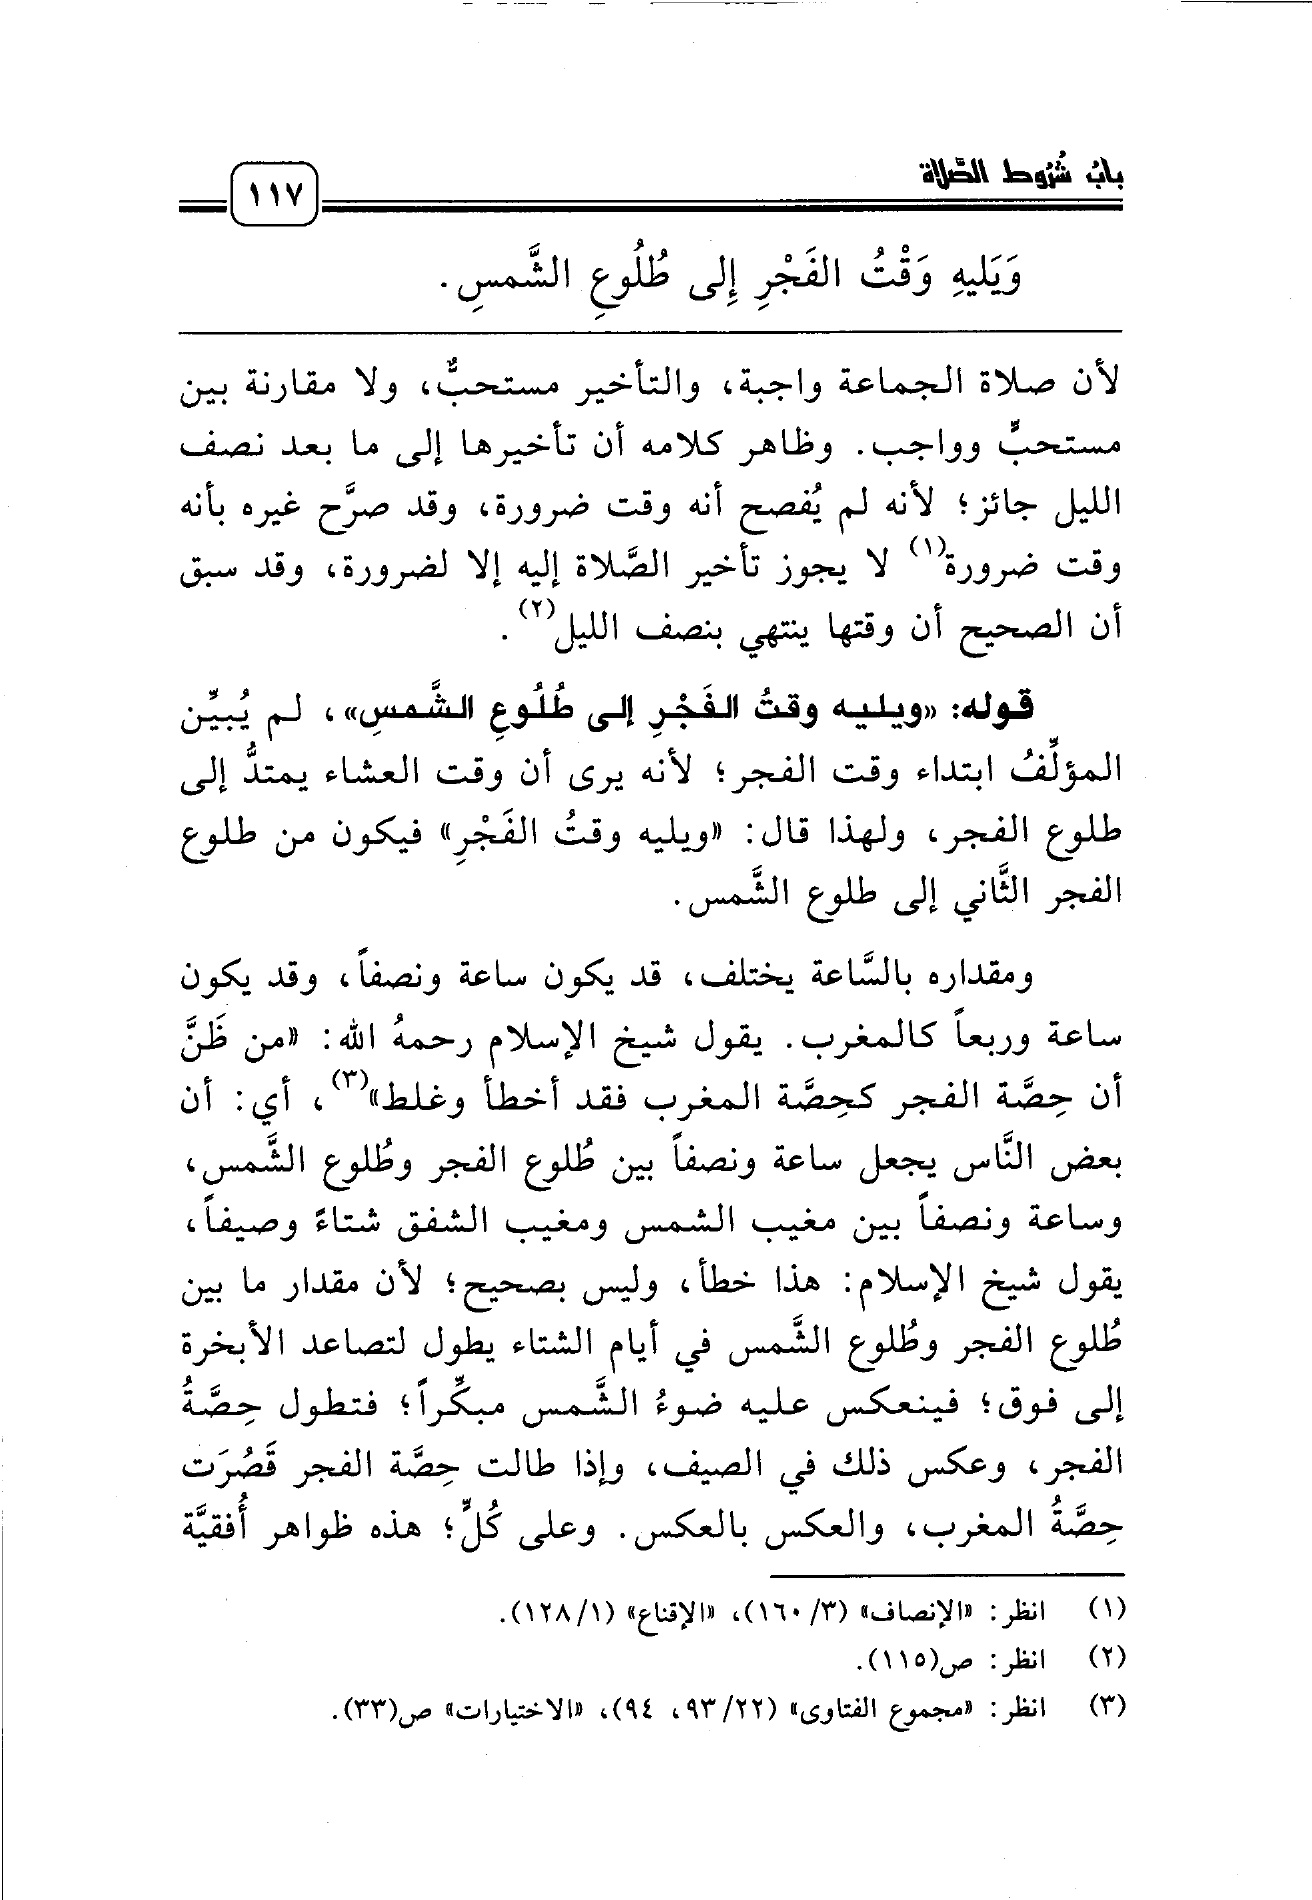 بابُ شُرُوط الصَّلاة
١١٧
وَيَليهِ وَقْتُ الفَجْرِ إِلى طُلُوعِ الشَّمسِ.
لأن صلاة الجماعة واجبة، والتأخير مستحبٌّ، ولا مقارنة بين
مستحبٍّ وواجب. وظاهر كلامه أن تأخيرها إلى ما بعد نصف
الليل جائز؛ لأنه لم يُفصح أنه وقت ضرورة، وقد صرَّح غيره بأنه
وقت ضرورة(١) لا يجوز تأخير الصَّلاة إليه إلا لضرورة، وقد سبق
أن الصحيح أن وقتها ينتهي بنصف الليل(٢).
قوله: «ويليه وقتُ الفَجْرِ إلى طُلُوعِ الشَّمسِ»، لم يُبيِّن
المؤلِّفُ ابتداء وقت الفجر؛ لأنه يرى أن وقت العشاء يمتدُّ إلى
طلوع الفجر، ولهذا قال: «ويليه وقتُ الفَجْرِ» فيكون من طلوع
الفجر الثَّاني إلى طلوع الشَّمس.
ومقداره بالسَّاعة يختلف، قد يكون ساعة ونصفاً، وقد يكون
ساعة وربعاً كالمغرب. يقول شيخ الإسلام رحمهُ الله: «من ظَنَّ
أن حِصَّة الفجر كحِصَّة المغرب فقد أخطأ وغلط»(٣)، أي: أن
بعض النَّاس يجعل ساعة ونصفاً بين طُلوع الفجر وطُلوع الشَّمس،
وساعة ونصفاً بين مغيب الشمس ومغيب الشفق شتاءً وصيفاً،
يقول شيخ الإسلام: هذا خطأ، وليس بصحيح؛ لأن مقدار ما بين
طُلوع الفجر وطُلوع الشَّمس في أيام الشتاء يطول لتصاعد الأبخرة
إلى فوق؛ فينعكس عليه ضوءُ الشَّمس مبكِّراً؛ فتطول حِصَّةُ
الفجر، وعكس ذلك في الصيف، وإذا طالت حِصَّة الفجر قَصُرَت
حِصَّةُ المغرب، والعكس بالعكس. وعلى كُلٍّ؛ هذه ظواهر أُفقيَّة
(١) انظر: «الإنصاف» (٣/ ١٦٠)، «الإقناع» (١/ ١٢٨).
(٢) انظر: ص(١١٥).
(٣) انظر: «مجموع الفتاوى» (٢٢/ ٩٣، ٩٤)، «الاختيارات» ص(٣٣).